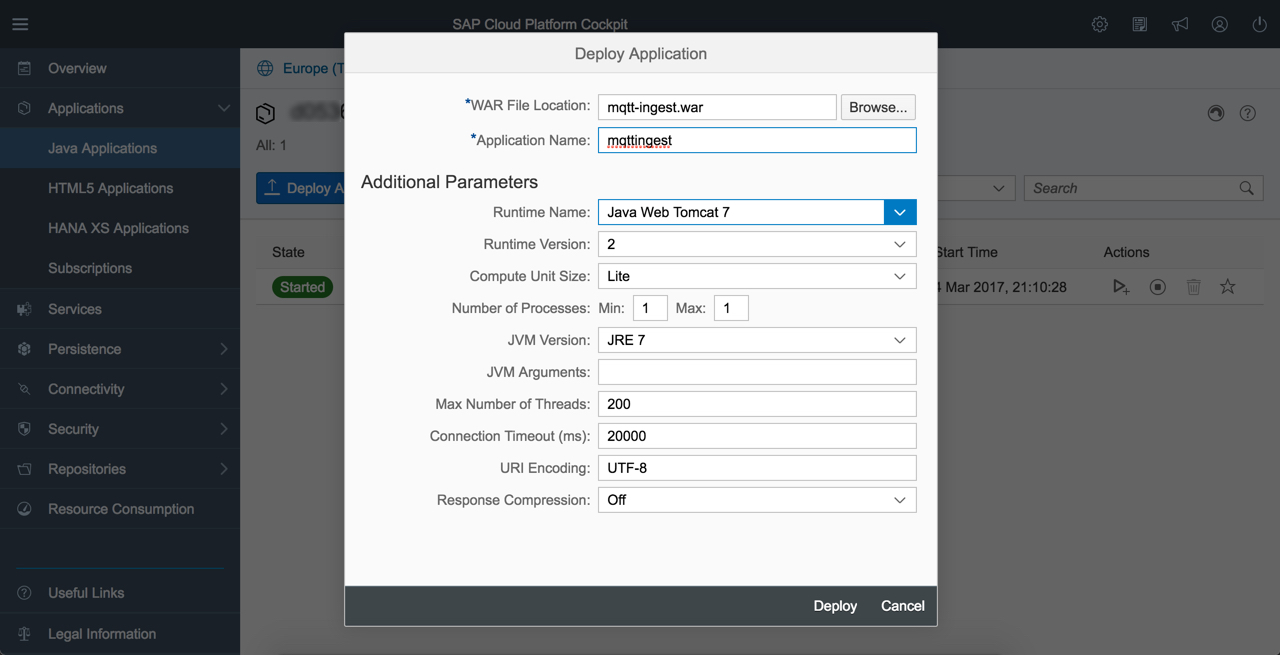 SAP Cloud Platform Cockpit
Overview
Applications
Java Applications
HTML5 Applications
HANA XS Applications
Subscriptions
Services
Persistence
Connectivity
Security
Repositories
Resource Consumption
Useful Links
Legal Information
Europe (T
All: 1
Deploy A
Search
State
Start Time
Actions
Started
4 Mar 2017, 21:10:28
Deploy Application
*WAR File Location: mqtt-ingest.war Browse...
*Application Name: mqttingest
Additional Parameters
Runtime Name: Java Web Tomcat 7
Runtime Version: 2
Compute Unit Size: Lite
Number of Processes: Min: 1 Max: 1
JVM Version: JRE 7
JVM Arguments:
Max Number of Threads: 200
Connection Timeout (ms): 20000
URI Encoding: UTF-8
Response Compression: Off
Deploy Cancel